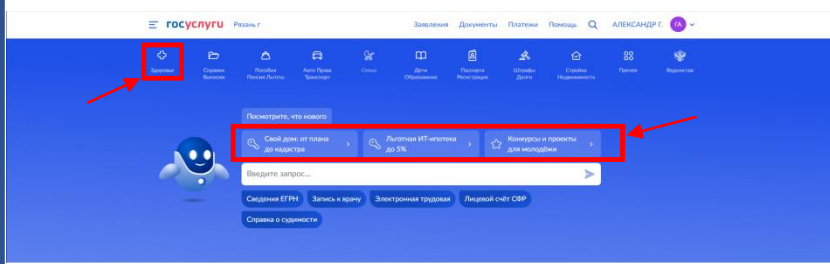 госуслуги Рязань г Заявления Документы Платежи Помощь АЛЕКСАНДР Г. ГА
Здоровье Справки Пособия Авто Права Семья Дети Паспорта Штрафы Стройка Прочее Ведомства
Выписки Пенсия Льготы Транспорт Образование Регистрация Долги Недвижимость
Посмотрите, что нового
Свой дом: от плана Льготная ИТ-ипотека Конкурсы и проекты
до кадастра до 5% для молодёжи
Введите запрос...
Сведения ЕГРН Запись к врачу Электронная трудовая Лицевой счёт СФР
Справка о судимости